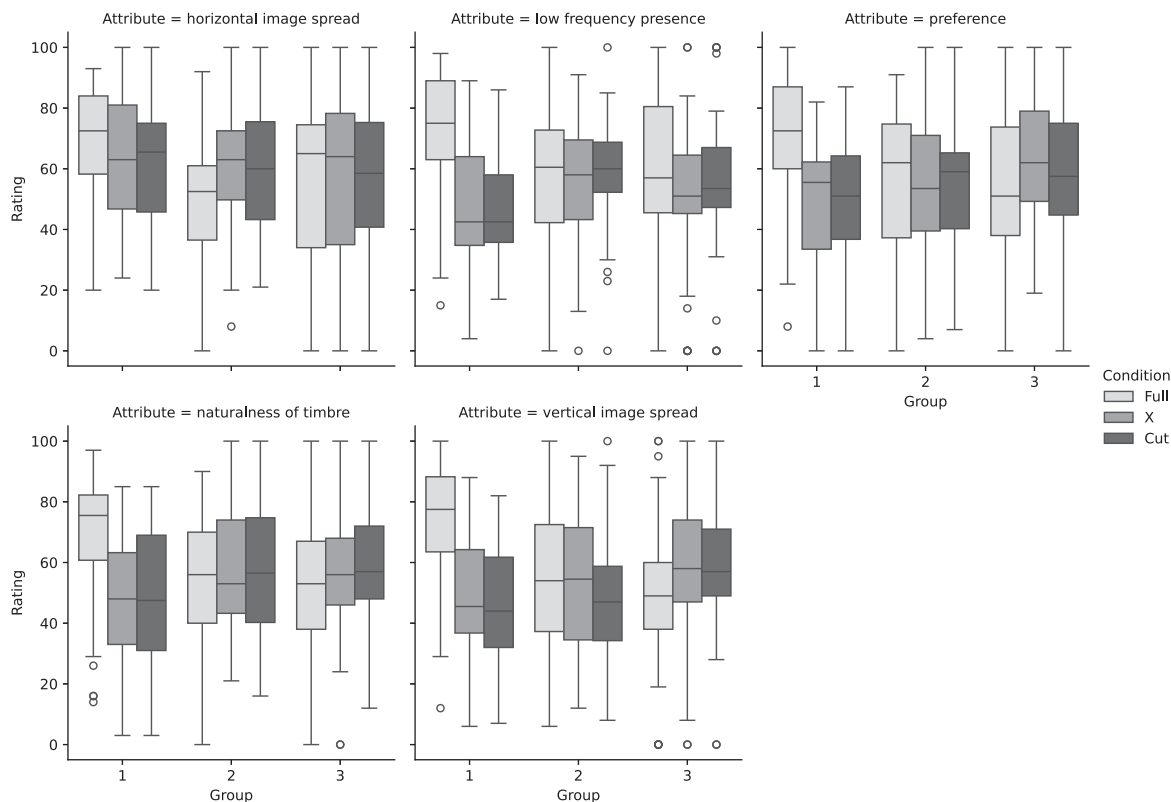 Attribute = horizontal image spread
Attribute = low frequency presence
Attribute = preference
100
80
60
40
20
0
Rating
1
2
3
Group
Condition
Full
X
Cut
Attribute = naturalness of timbre
Attribute = vertical image spread
100
80
60
40
20
0
Rating
1
2
3
Group
1
2
3
Group